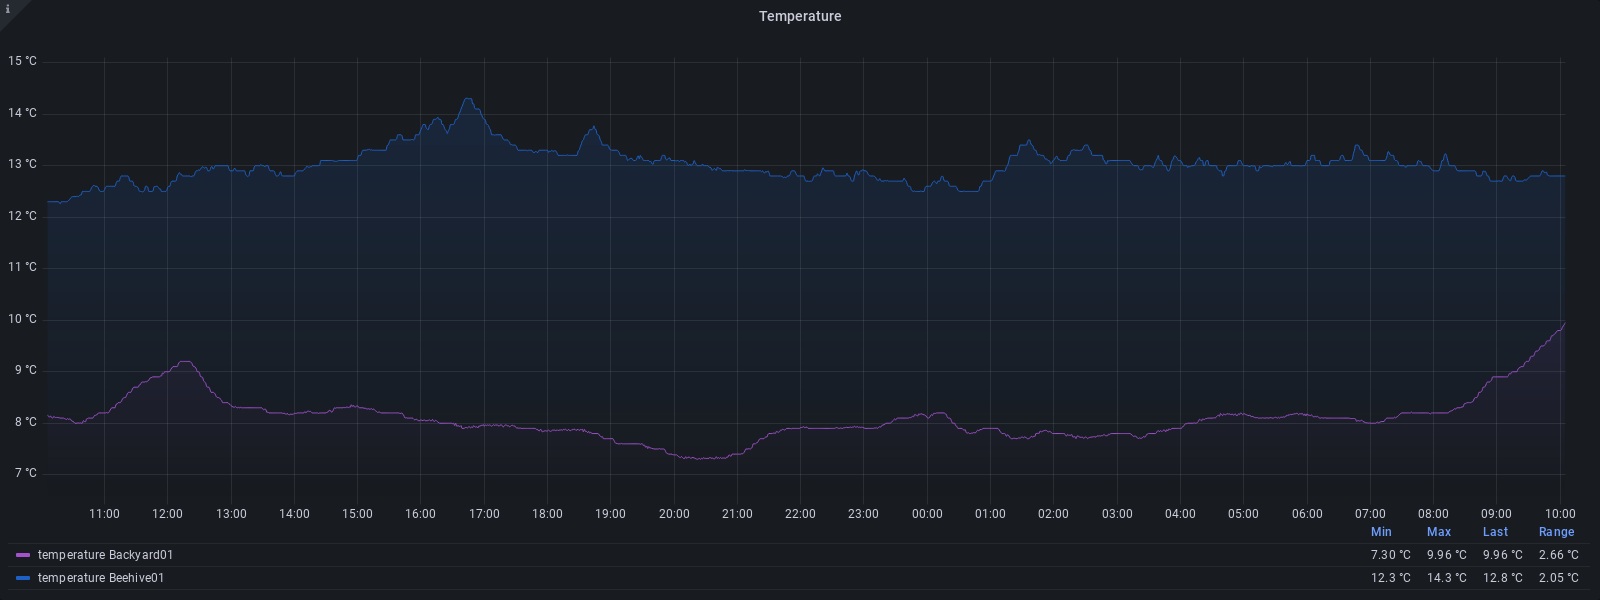 i
Temperature
15 °C
14 °C
13 °C
12 °C
11 °C
10 °C
9 °C
8 °C
7 °C
11:00 12:00 13:00 14:00 15:00 16:00 17:00 18:00 19:00 20:00 21:00 22:00 23:00 00:00 01:00 02:00 03:00 04:00 05:00 06:00 07:00 08:00 09:00 10:00
Min Max Last Range
temperature Backyard01 7.30 °C 9.96 °C 9.96 °C 2.66 °C
temperature Beehive01 12.3 °C 14.3 °C 12.8 °C 2.05 °C